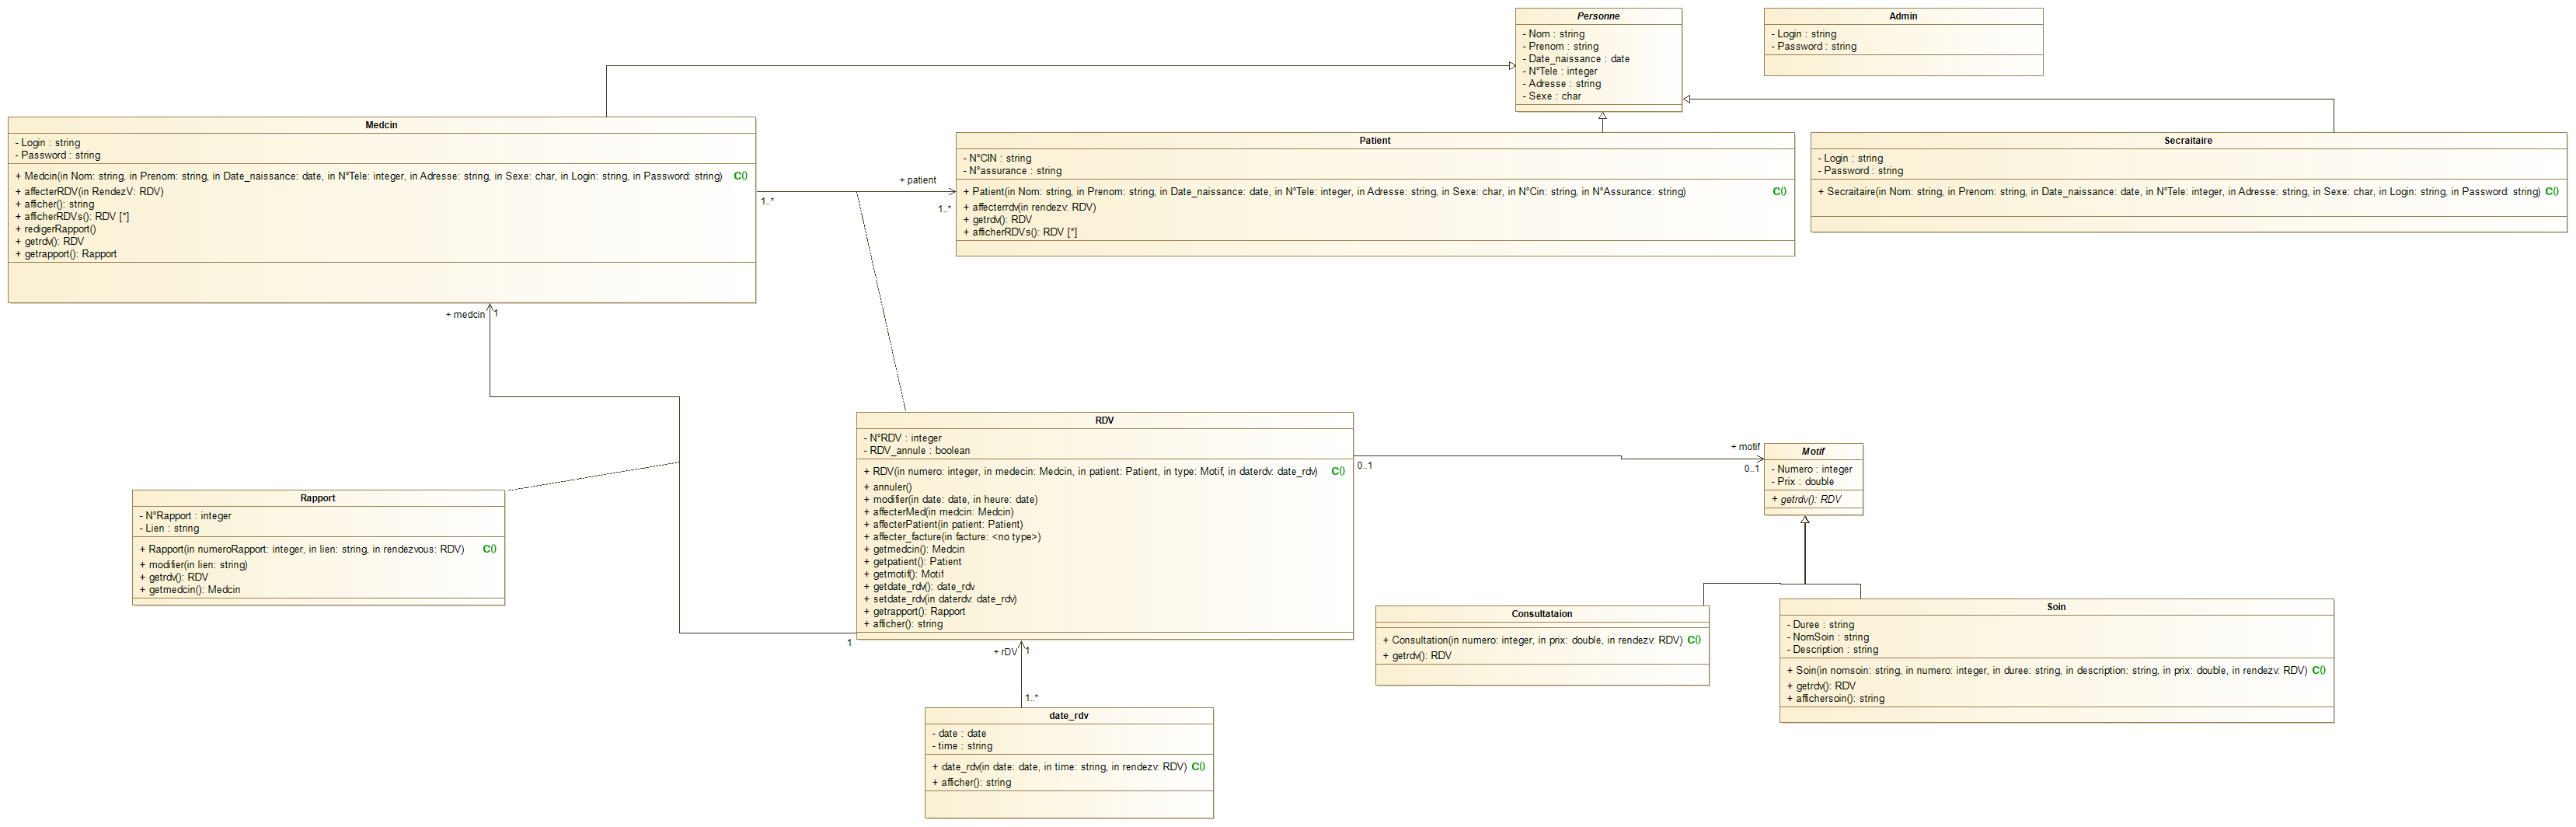 Personne
- Nom : string
- Prenom : string
- Date_naissance : date
- N°Tele : integer
- Adresse : string
- Sexe : char
Admin
- Login : string
- Password : string
Medcin
- Login : string
- Password : string
+ Medcin(in Nom: string, in Prenom: string, in Date_naissance: date, in N°Tele: integer, in Adresse: string, in Sexe: char, in Login: string, in Password: string) C()
+ affecterRDV(in RendezV: RDV)
+ afficher(): string
+ afficherRDVs(): RDV [*]
+ redigerRapport()
+ getrdv(): RDV
+ getrapport(): Rapport
1..*
+ patient
1..*
Patient
- N°CIN : string
- N°assurance : string
+ Patient(in Nom: string, in Prenom: string, in Date_naissance: date, in N°Tele: integer, in Adresse: string, in Sexe: char, in N°Cin: string, in N°Assurance: string) C()
+ affecterrdv(in rendezv: RDV)
+ getrdv(): RDV
+ afficherRDVs(): RDV [*]
Secraitaire
- Login : string
- Password : string
+ Secraitaire(in Nom: string, in Prenom: string, in Date_naissance: date, in N°Tele: integer, in Adresse: string, in Sexe: char, in Login: string, in Password: string) C()
+ medcin
1
RDV
- N°RDV : integer
- RDV_annule : boolean
+ RDV(in numero: integer, in medecin: Medcin, in patient: Patient, in type: Motif, in daterdv: date_rdv) C()
+ annuler()
+ modifier(in date: date, in heure: date)
+ affecterMed(in medcin: Medcin)
+ affecterPatient(in patient: Patient)
+ affecter_facture(in facture: <no type>)
+ getmedcin(): Medcin
+ getpatient(): Patient
+ getmotif(): Motif
+ getdate_rdv(): date_rdv
+ setdate_rdv(in daterdv: date_rdv)
+ getrapport(): Rapport
+ afficher(): string
0..1
+ motif
0..1
Motif
- Numero : integer
- Prix : double
+ getrdv(): RDV
Rapport
- N°Rapport : integer
- Lien : string
+ Rapport(in numeroRapport: integer, in lien: string, in rendezvous: RDV) C()
+ modifier(in lien: string)
+ getrdv(): RDV
+ getmedcin(): Medcin
1
+ rDV
1
1..*
Consultataion
+ Consultation(in numero: integer, in prix: double, in rendezv: RDV) C()
+ getrdv(): RDV
Soin
- Duree : string
- NomSoin : string
- Description : string
+ Soin(in nomsoin: string, in numero: integer, in duree: string, in description: string, in prix: double, in rendezv: RDV) C()
+ getrdv(): RDV
+ affichersoin(): string
date_rdv
- date : date
- time : string
+ date_rdv(in date: date, in time: string, in rendezv: RDV) C()
+ afficher(): string